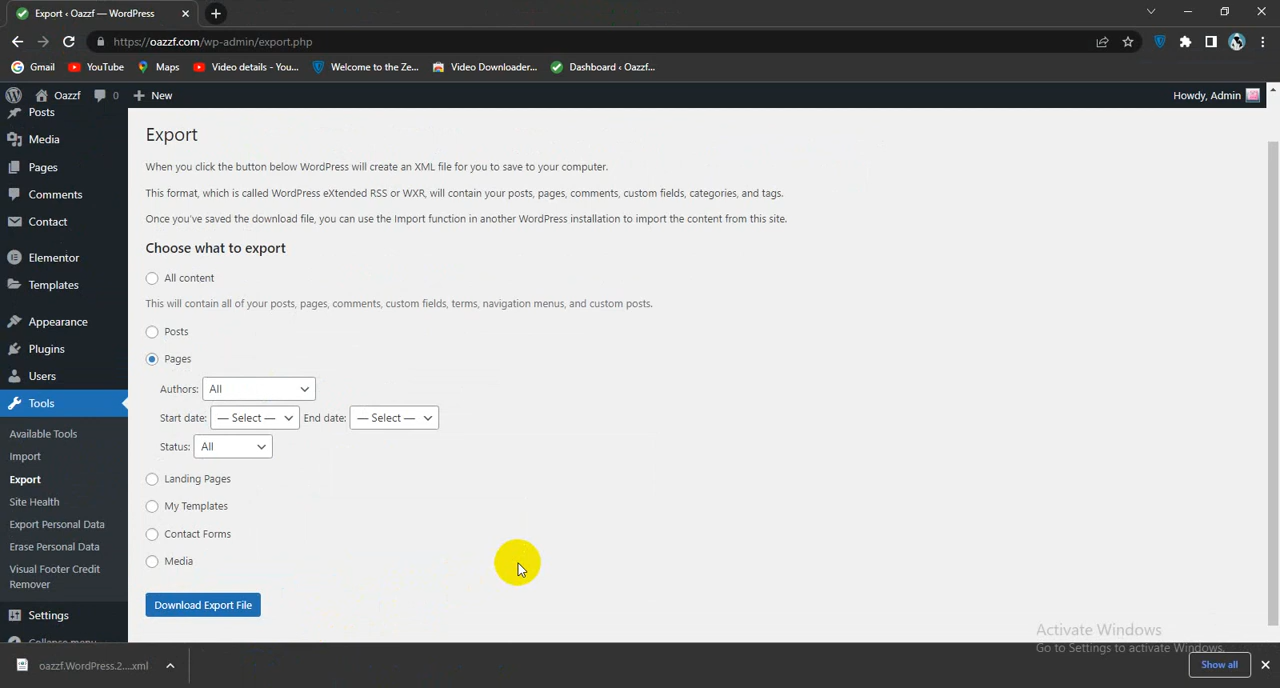 Export ‹ Oazzf — WordPress
https://oazzf.com/wp-admin/export.php
Gmail
YouTube
Maps
Video details - You...
Welcome to the Ze...
Video Downloader...
Dashboard ‹ Oazzf...
Oazzf
0
New
Howdy, Admin
Posts
Media
Pages
Comments
Contact
Elementor
Templates
Appearance
Plugins
Users
Tools
Available Tools
Import
Export
Site Health
Export Personal Data
Erase Personal Data
Visual Footer Credit
Remover
Settings
Collapse menu
Export
When you click the button below WordPress will create an XML file for you to save to your computer.
This format, which is called WordPress eXtended RSS or WXR, will contain your posts, pages, comments, custom fields, categories, and tags.
Once you've saved the download file, you can use the Import function in another WordPress installation to import the content from this site.
Choose what to export
All content
This will contain all of your posts, pages, comments, custom fields, terms, navigation menus, and custom posts.
Posts
Pages
Authors: All
Start date: — Select — End date: — Select —
Status: All
Landing Pages
My Templates
Contact Forms
Media
Download Export File
Activate Windows
Go to Settings to activate Windows.
oazzf.WordPress.2....xml
Show all